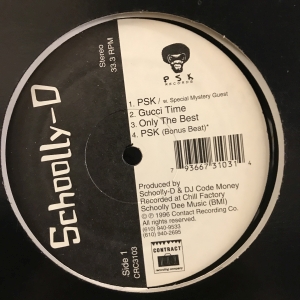 Schoolly-D
Stereo
33.3 RPM
PSK
RECORDS
1. PSK / w. Special Mystery Guest
2. Gucci Time
3. Only The Best
4. PSK (Bonus Beat)*
7 93667 31031 4
Produced by
Schoolly-D & DJ Code Money
Recorded at Chill Factory
Schoolly Dee Music (BMI)
© ℗ 1996 Contact Recording Co.
All rights reserved.
(610) 940-9533
(610) 940-2695
Side 1
CRC3103
CONTRACT